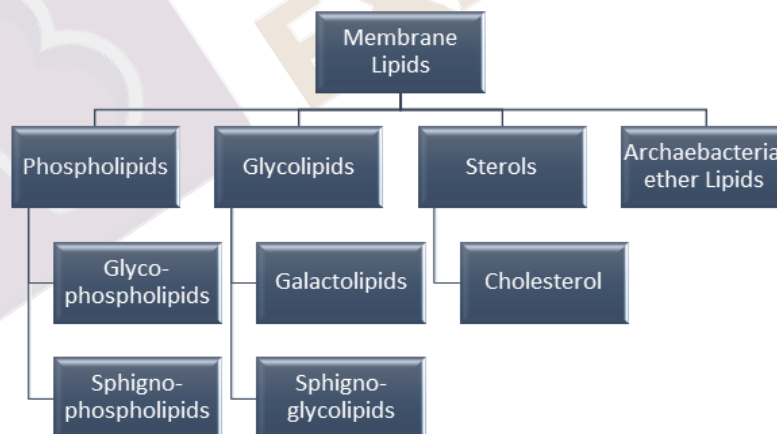 Membrane
Lipids
Phospholipids
Glycolipids
Sterols
Archaebacteria
ether Lipids
Glyco-
phospholipids
Galactolipids
Cholesterol
Sphigno-
phospholipids
Sphigno-
glycolipids